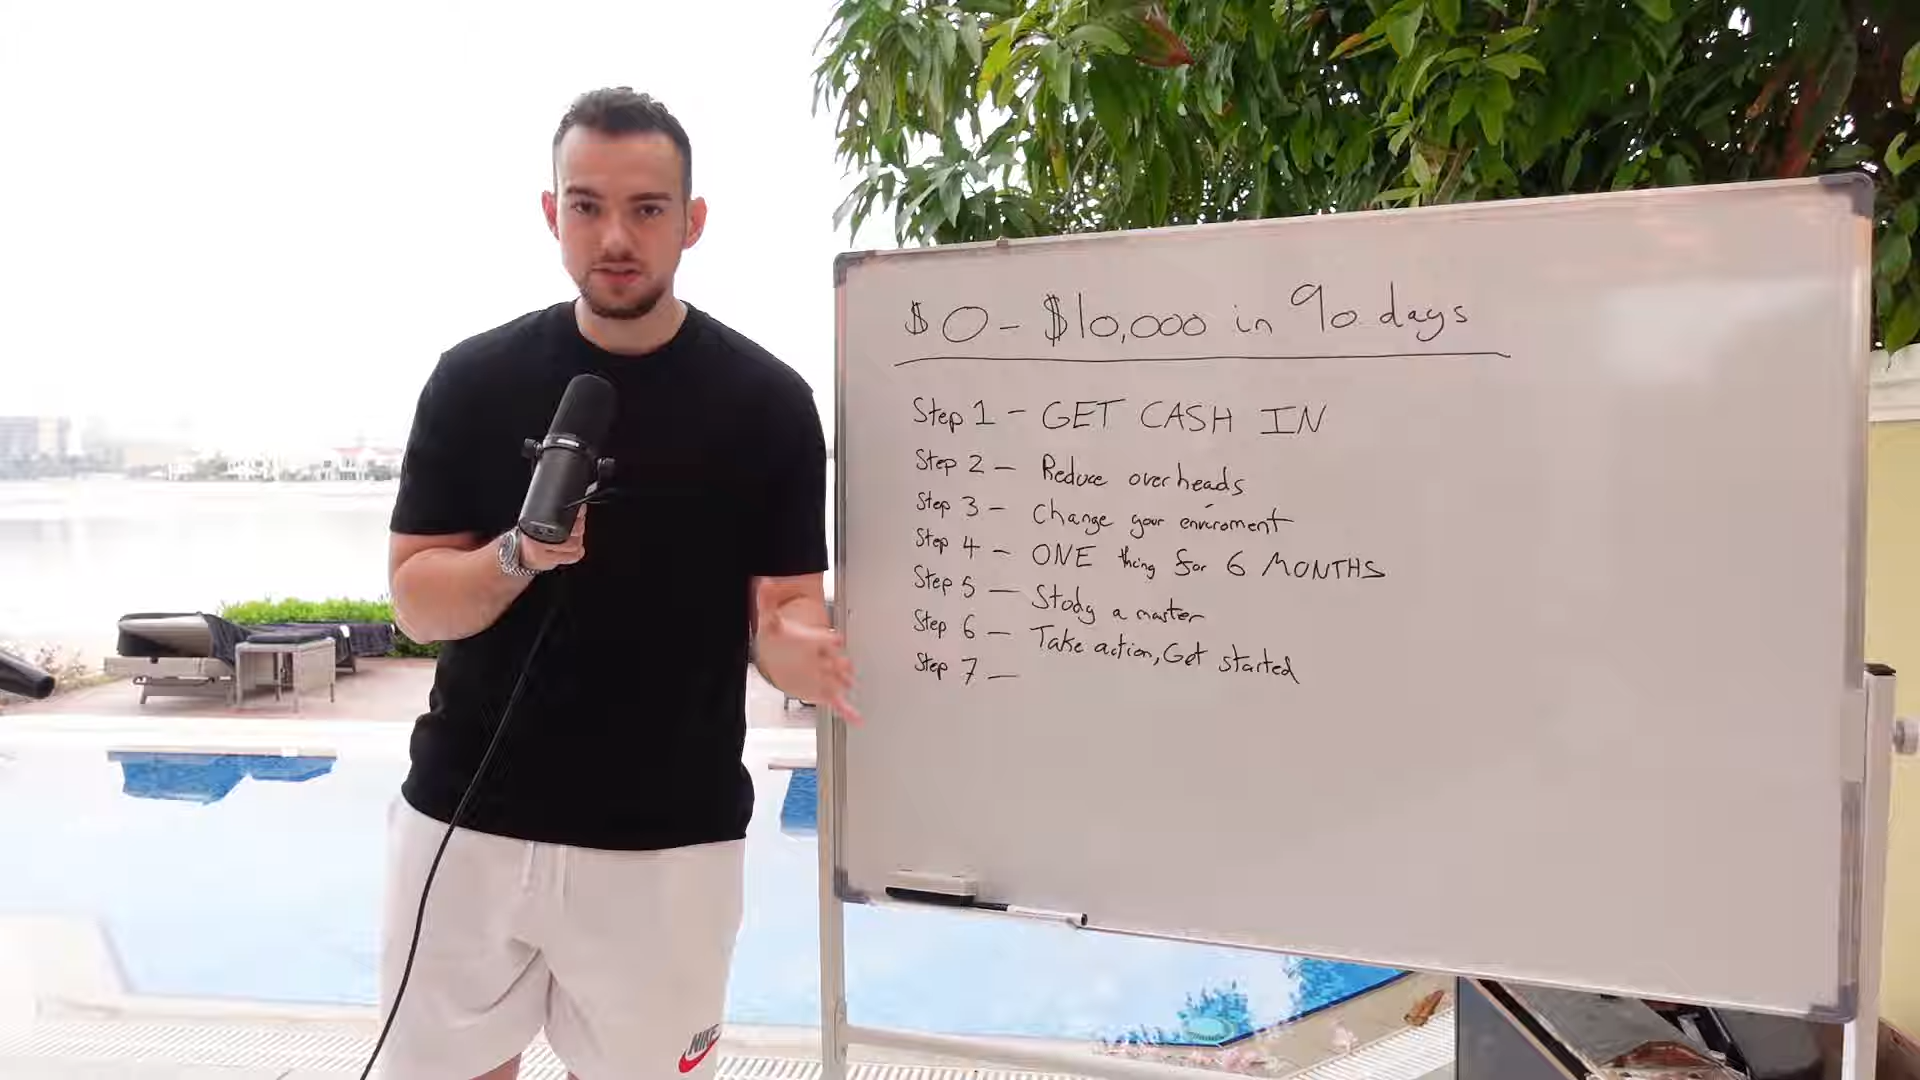 $0 - $10,000 in 90 days
Step 1 - GET CASH IN
Step 2 - Reduce overheads
Step 3 - Change your enviroment
Step 4 - ONE thing for 6 MONTHS
Step 5 - Study a master
Step 6 - Take action, Get started
Step 7 -
NIKE